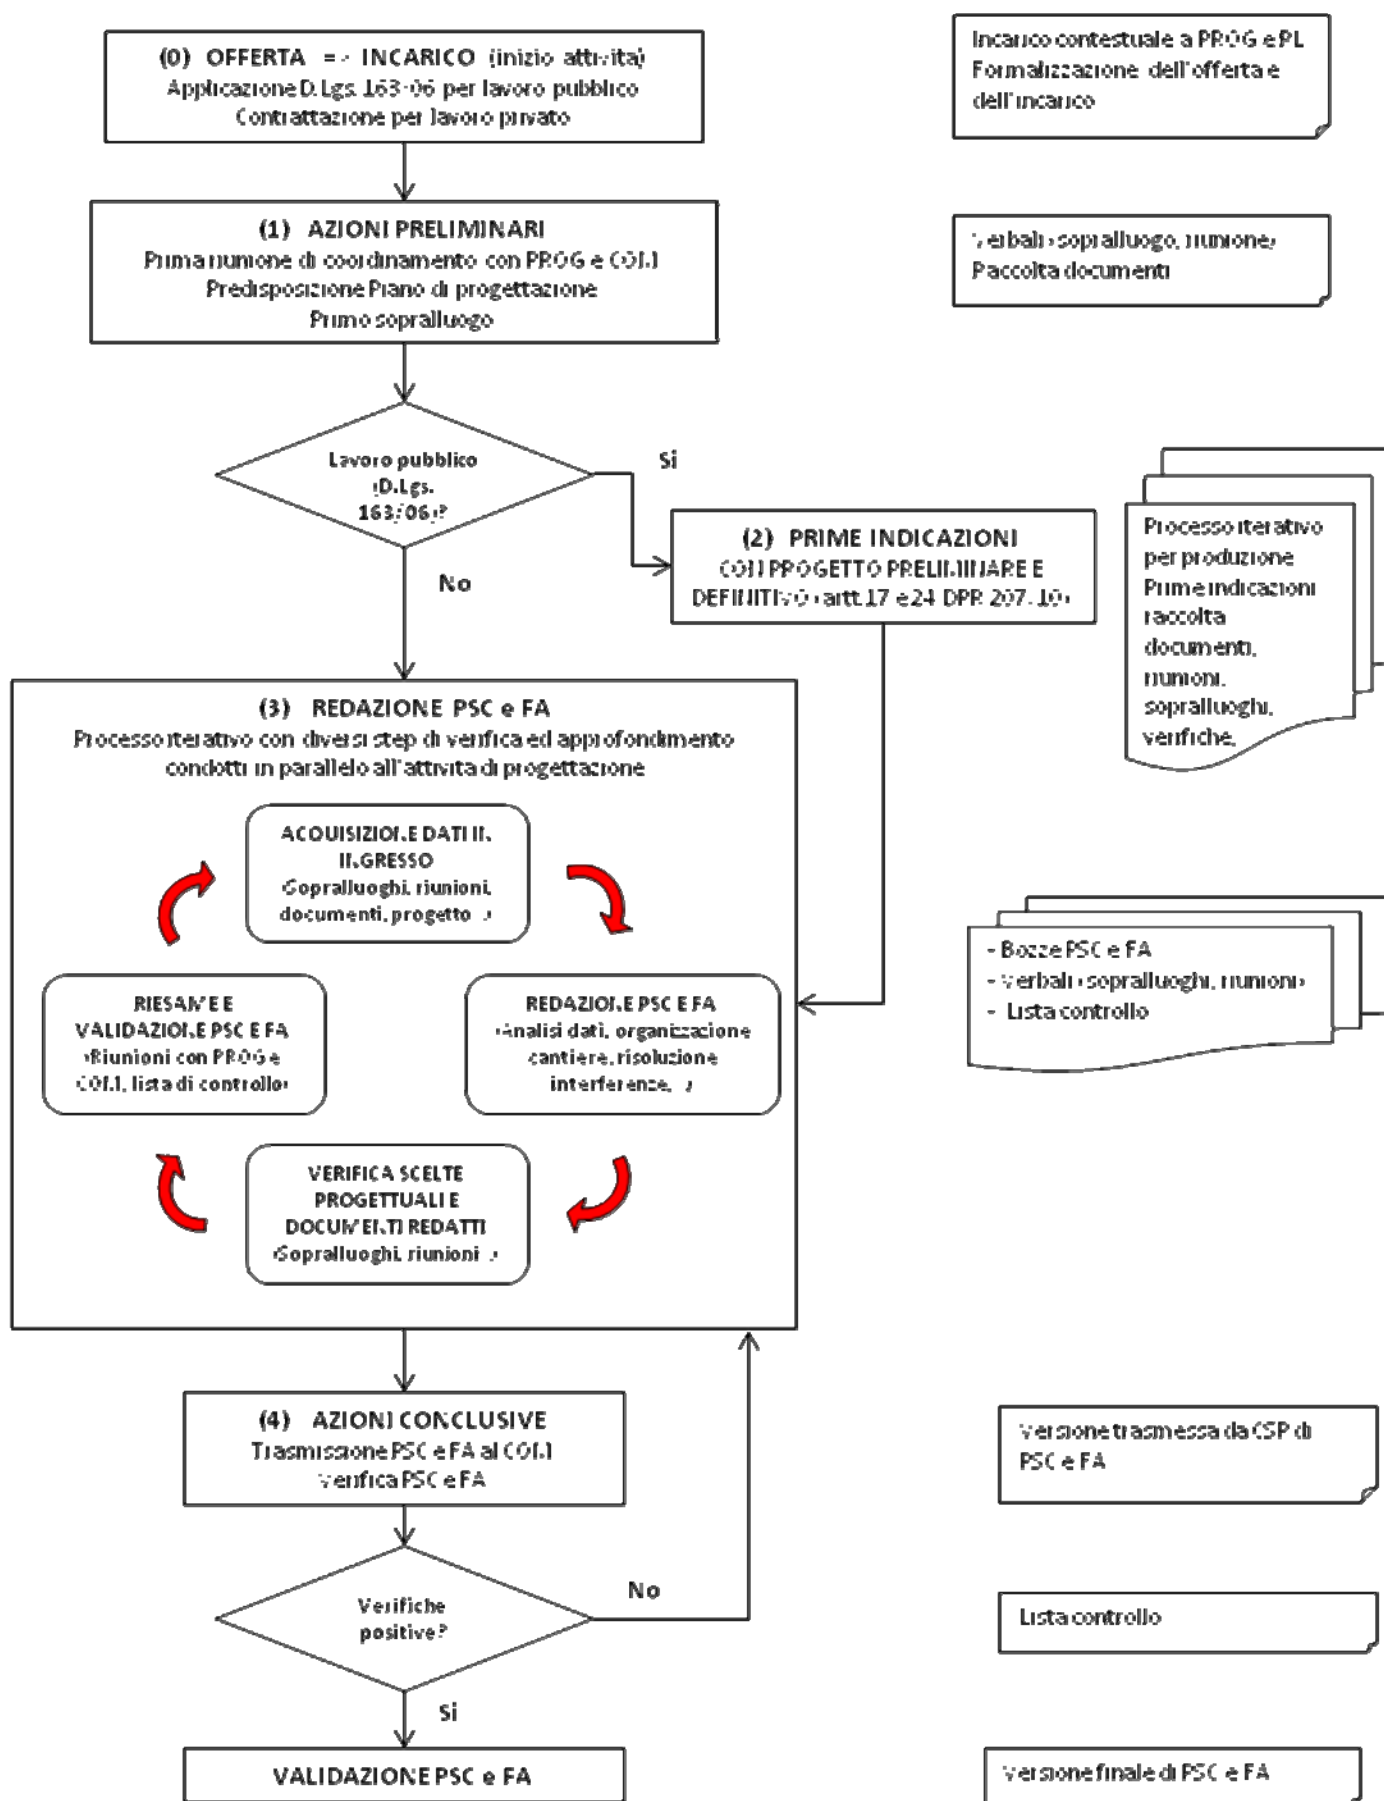 (0) OFFERTA => INCARICO (inizio attività)
Applicazione D.Lgs. 163/06 per lavoro pubblico
Contrattazione per lavoro privato
Incarico contestuale a PROG e
Formalizzazione dell'offerta e
dell'incarico
(1) AZIONI PRELIMINARI
Prima riunione di coordinamento con PROG e COM
Predisposizione Piano di progettazione
Primo sopralluogo
Verbali (sopralluogo, riunione)
Raccolta documenti
Lavoro pubblico
(D.Lgs.
163/06)?
Si
No
(2) PRIME INDICAZIONI
CON PROGETTO PRELIMINARE E
DEFINITIVO (artt.17 e 24 DPR 207/10)
Processo iterativo
per produzione
Prime indicazioni
raccolta
documenti,
riunioni,
sopralluoghi,
verifiche,
(3) REDAZIONE PSC e FA
Processo iterativo con diversi step di verifica ed approfondimento
condotti in parallelo all'attività di progettazione
ACQUISIZIONE DATI IN
INGRESSO
(Sopralluoghi, riunioni,
documenti, progetto ..)
RIESAME E
VALIDAZIONE PSC E FA
(Riunioni con PROG e
COM, lista di controllo)
REDAZIONE PSC E FA
(Analisi dati, organizzazione
cantiere, risoluzione
interferenze, ..)
VERIFICA SCELTE
PROGETTUALI E
DOCUMENTI REDATTI
(Sopralluoghi, riunioni ..)
- Bozze PSC e FA
- Verbali (sopralluoghi, riunioni)
- Lista controllo
(4) AZIONI CONCLUSIVE
Trasmissione PSC e FA al COM
Verifica PSC e FA
Versione trasmessa da CSP di
PSC e FA
Verifiche
positive?
No
Si
Lista controllo
VALIDAZIONE PSC e FA
Versione finale di PSC e FA